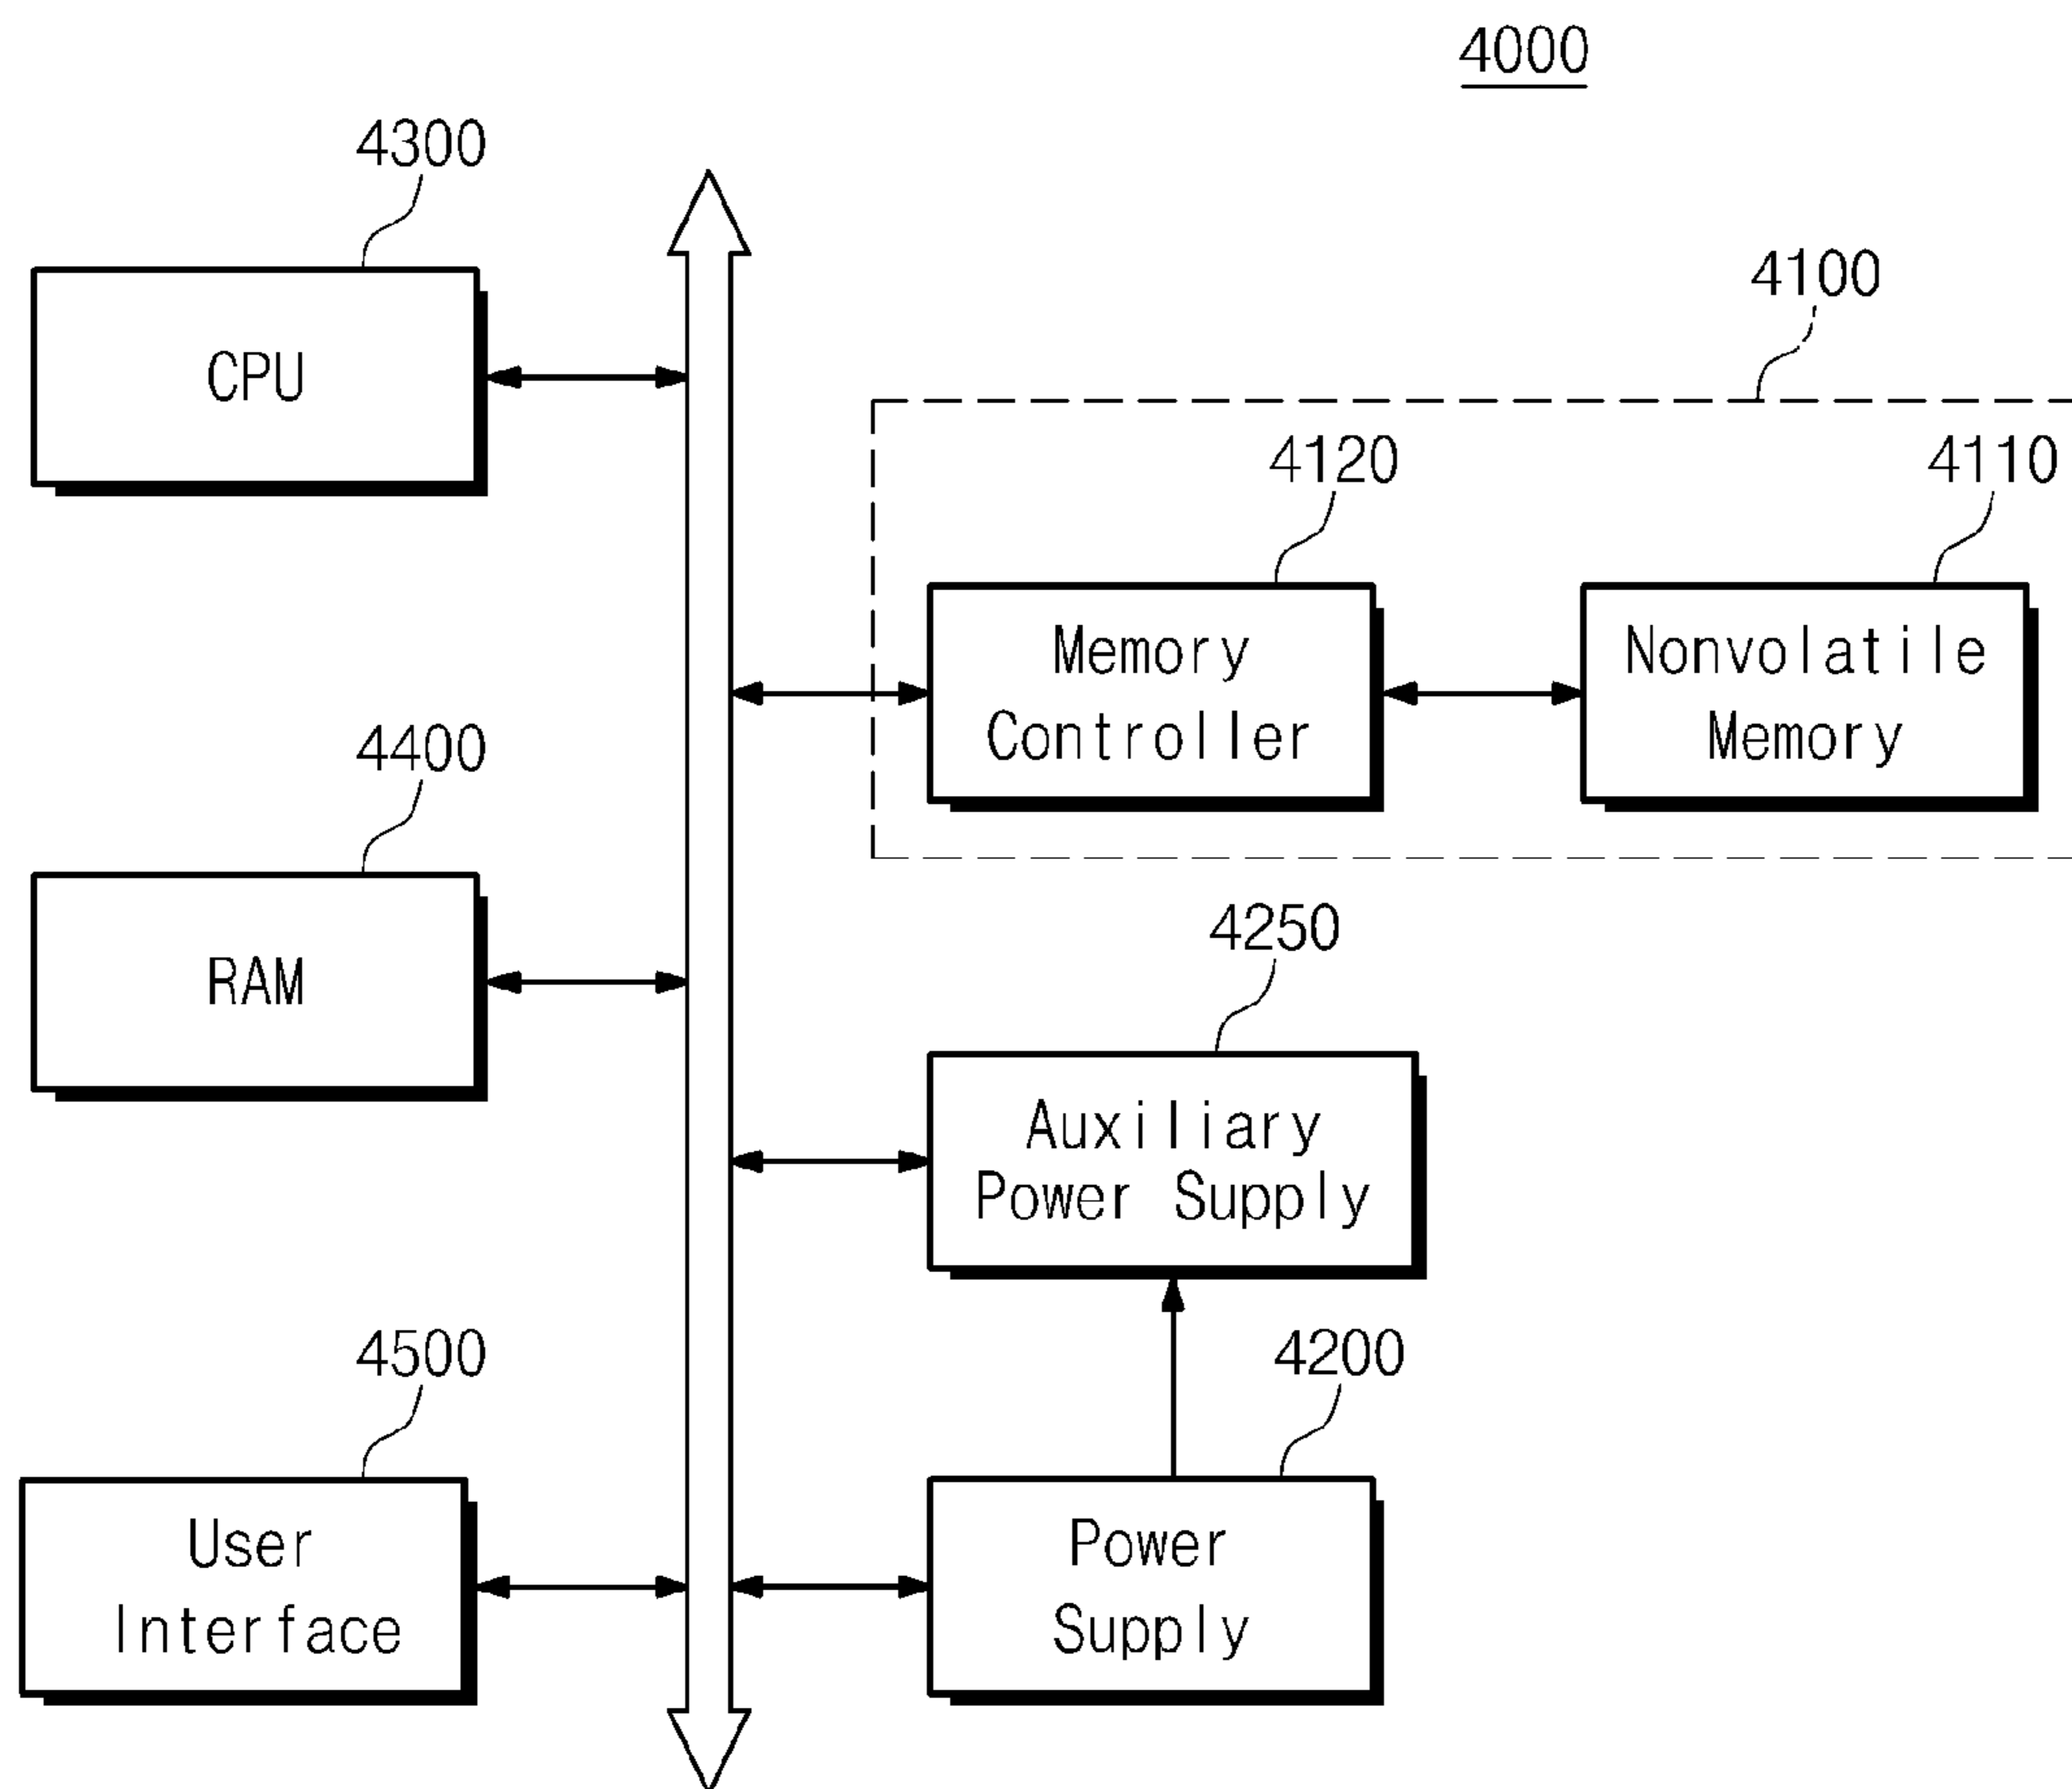 4000
4300
CPU
4100
4120
4110
Memory
Controller
Nonvolatile
Memory
4400
RAM
4250
Auxiliary
Power Supply
4500
User
Interface
4200
Power
Supply